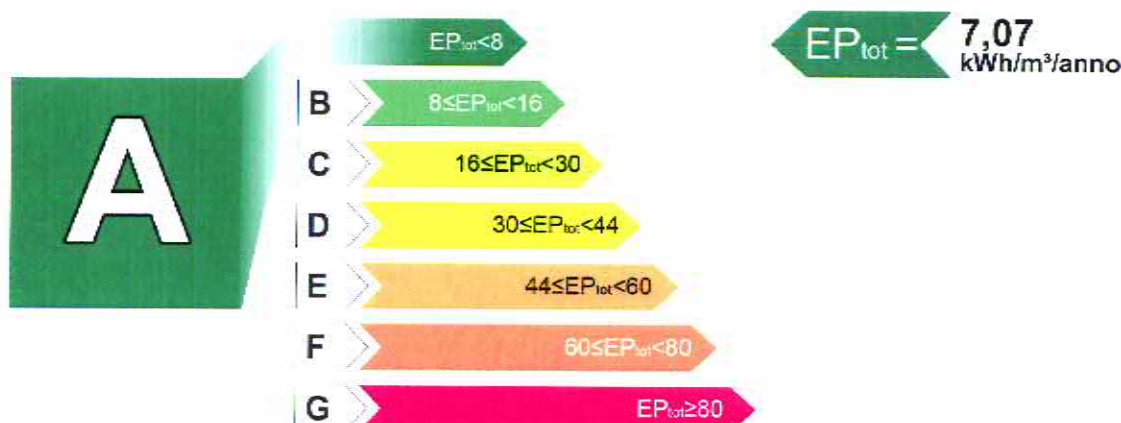 A
EPtot<8
EPtot = 7,07
kWh/m³/anno
B 8≤EPtot<16
C 16≤EPtot<30
D 30≤EPtot<44
E 44≤EPtot<60
F 60≤EPtot<80
G EPtot≥80